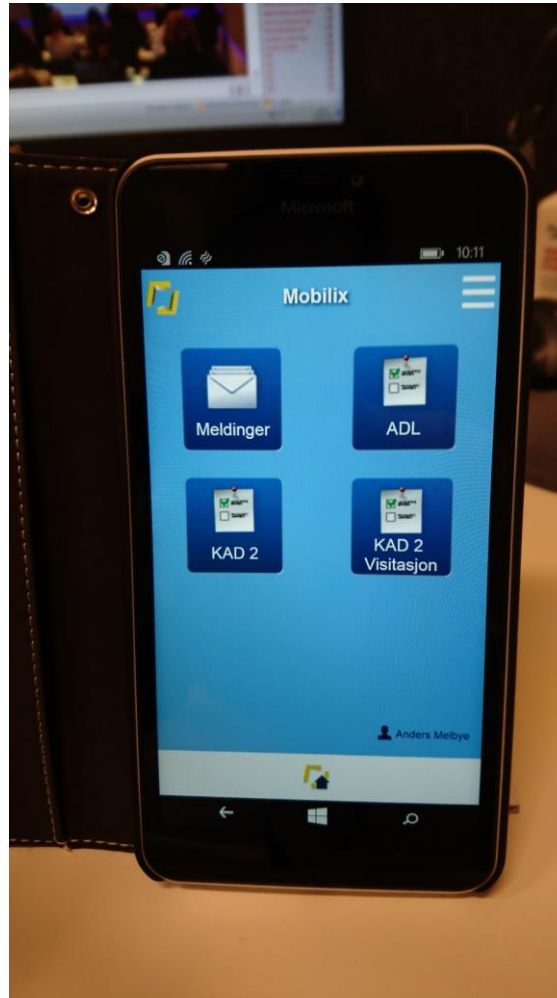 Microsoft
10:11
Mobilix
Meldinger
ADL
KAD 2
KAD 2
Visitasjon
Anders Melbye